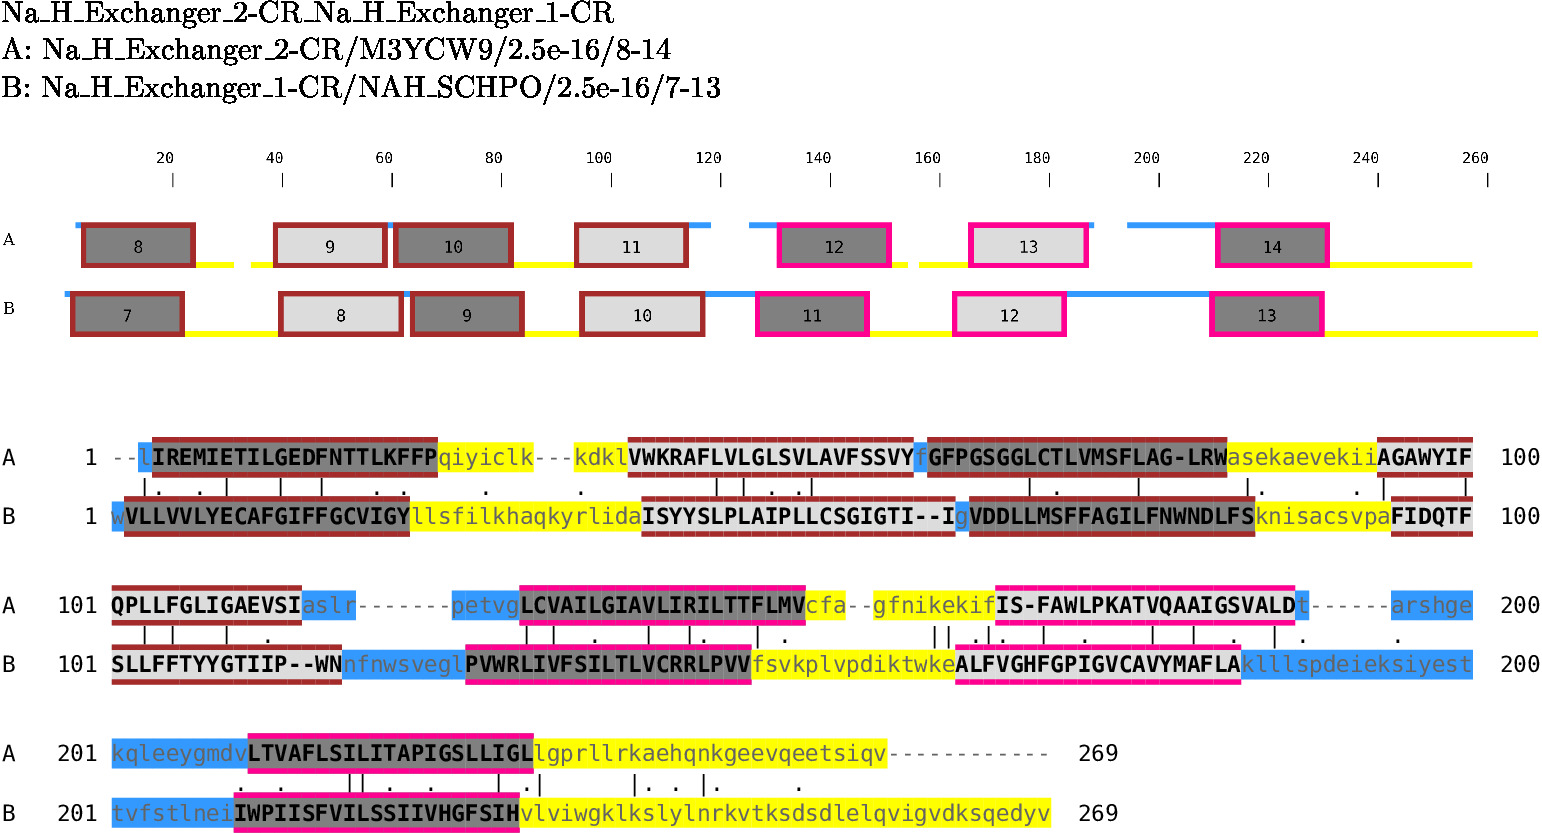 Na_H_Exchanger_2-CR_Na_H_Exchanger_1-CR
A: Na_H_Exchanger_2-CR/M3YCW9/2.5e-16/8-14
B: Na_H_Exchanger_1-CR/NAH_SCHPO/2.5e-16/7-13
20 40 60 80 100 120 140 160 180 200 220 240 260
A 8 9 10 11 12 13 14
B 7 8 9 10 11 12 13
A 1 --lIREMIETILGEDFNTTLKFFPqiyiclk---kdklVWKRAFLVLGLSVLAVFSSVYfGFPGSGGLCTLVMSFLAG-LRWasekaevekiiAGAWYIF 100
B 1 wVLLVVLYECAFGIFFGCVIGYllsfilkhaqkyrlidaISYYSLPLAIPLLCSGIGTI--IgVDDLLMSFFAGILFNWNDLFSknisacsvpaFIDQTF 100
A 101 QPLLFGLIGAEVSIaslr-------petvgLCVAILGIAVLIRILTTFLMVcfa--gfnikekifIS-FAWLPKATVQAAIGSVALDt------arshge 200
B 101 SLLFFTYYGTIIP--WNnfnwsveglPVWRLIVFSILTLVCRRLPVVfsvkplvpdiktwkeALFVGHFGPIGVCAVYMAFLAklllspdeieksiyest 200
A 201 kqleeygmdvLTVAFLSILITAPIGSLLIGLlgprllrkaehqnkgeevqeetsiqv------------ 269
B 201 tvfstlneiIWPIISFVILSSIIVHGFSIHvlviwgklkslylnrkvtksdsdlelqvigvdksqedyv 269